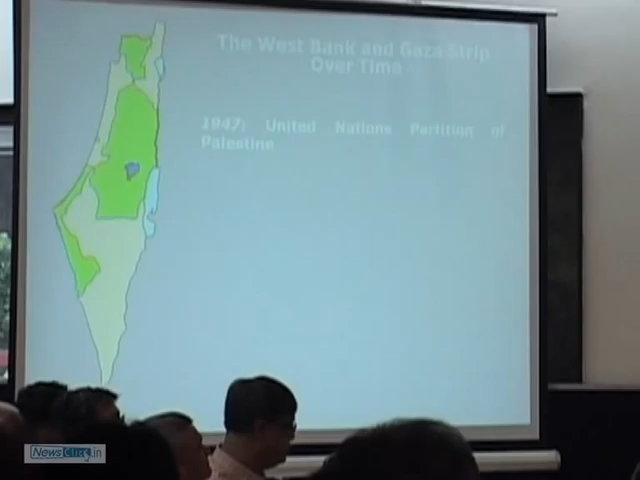 The West Bank and Gaza Strip
Over Time
1947: United Nations Partition of
Palestine
NewsClick.in